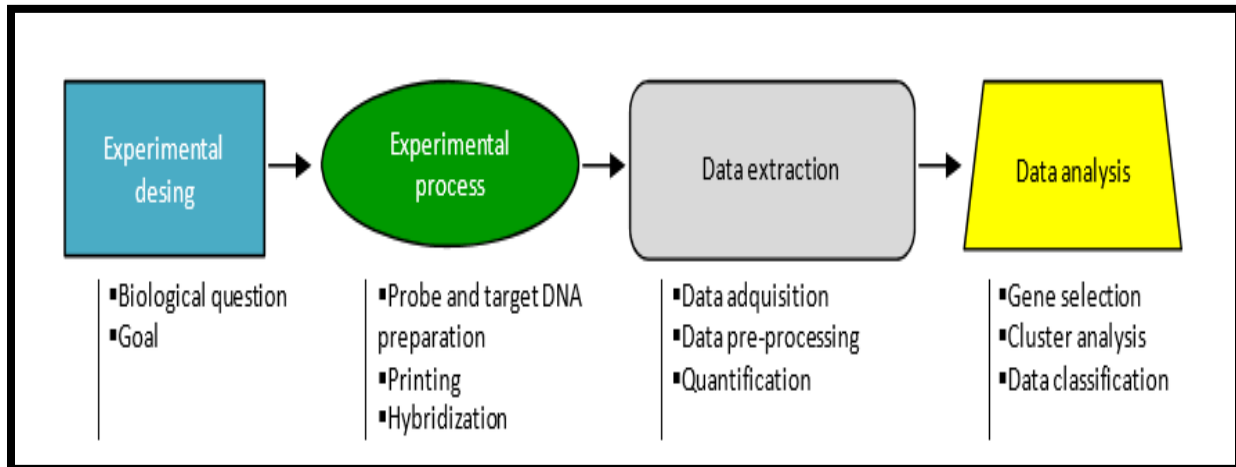 Experimental
desing
Experimental
process
Data extraction
Data analysis
▪Biological question
▪Goal
▪Probe and target DNA
preparation
▪Printing
▪Hybridization
▪Data adquisition
▪Data pre-processing
▪Quantification
▪Gene selection
▪Cluster analysis
▪Data classification